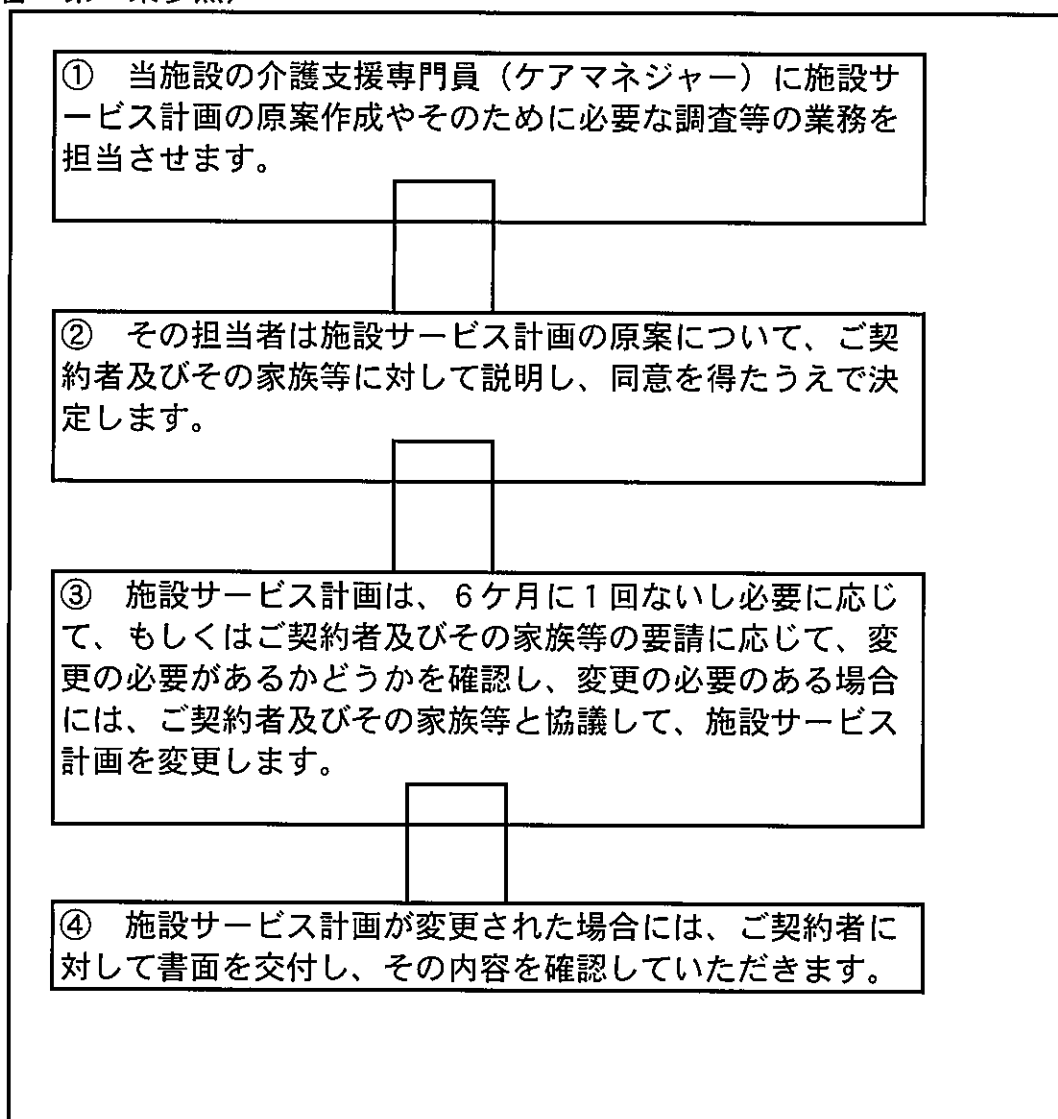 ① 当施設の介護支援専門員（ケアマネジャー）に施設サ
ービス計画の原案作成やそのために必要な調査等の業務を
担当させます。
② その担当者は施設サービス計画の原案について、ご契
約者及びその家族等に対して説明し、同意を得たうえで決
定します。
③ 施設サービス計画は、６ケ月に１回ないし必要に応じ
て、もしくはご契約者及びその家族等の要請に応じて、変
更の必要があるかどうかを確認し、変更の必要のある場合
には、ご契約者及びその家族等と協議して、施設サービス
計画を変更します。
④ 施設サービス計画が変更された場合には、ご契約者に
対して書面を交付し、その内容を確認していただきます。